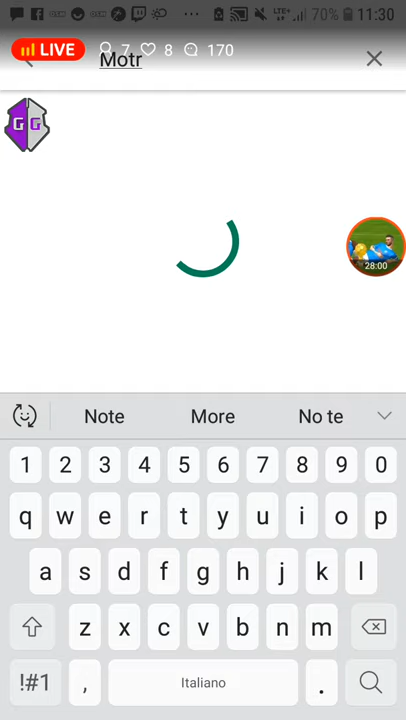 70% 11:30
LIVE 7 8 170
Motr
GG
28:00
Note More No te
1 2 3 4 5 6 7 8 9 0
q w e r t y u i o p
a s d f g h j k l
z x c v b n m
!#1 , Italiano .